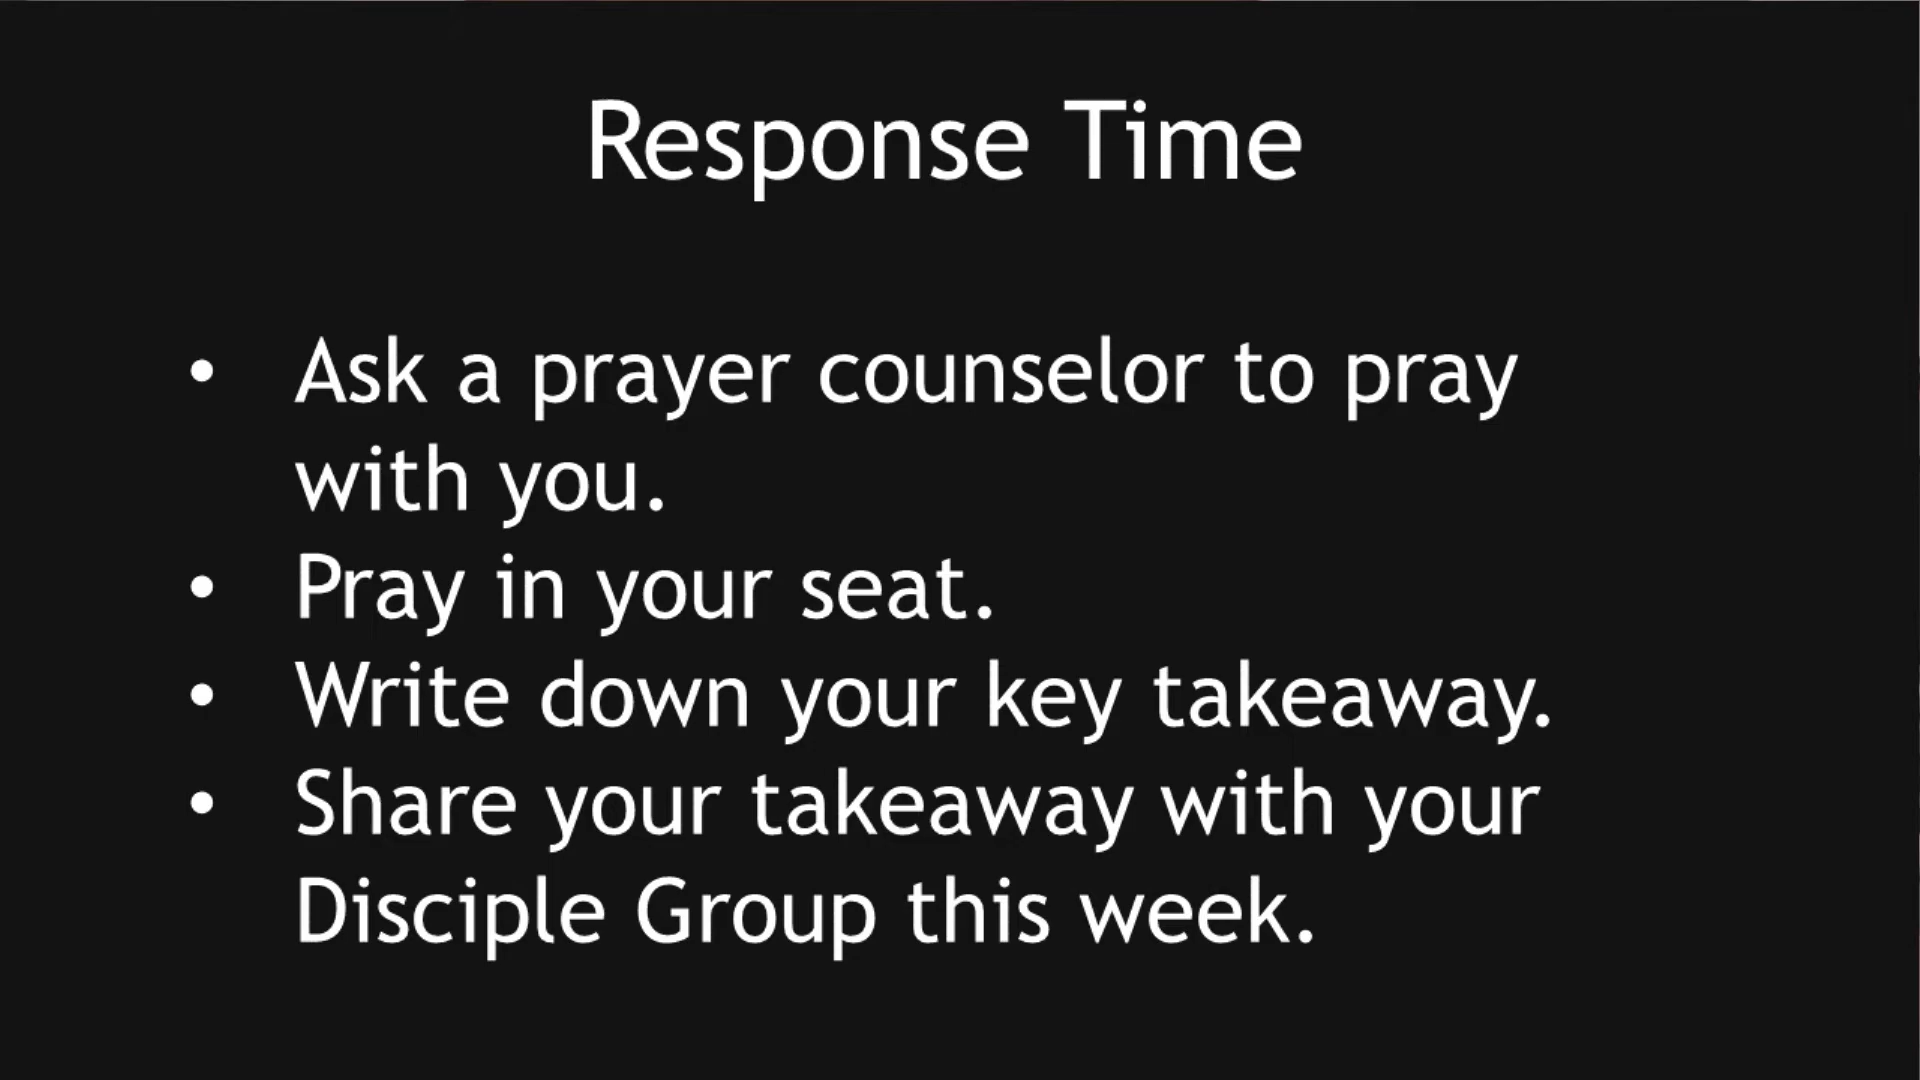 Response Time
• Ask a prayer counselor to pray
with you.
• Pray in your seat.
• Write down your key takeaway.
• Share your takeaway with your
Disciple Group this week.